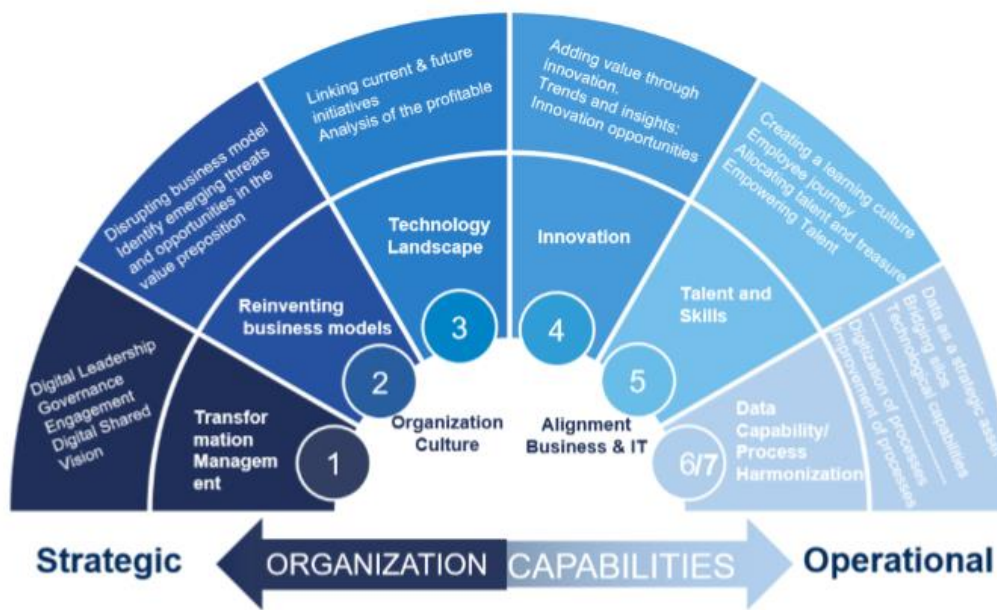 Digital Leadership
Governance
Engagement
Digital Shared
Vision
Transfor
mation
Managem
ent
1
Disrupting business model
Identify emerging threats
and opportunities in the
value preposition
Reinventing
business models
2
Linking current & future
initiatives
Analysis of the profitable
Technology
Landscape
3
Adding value through
innovation.
Trends and insights:
Innovation opportunities
Innovation
4
Creating a learning culture
Employee journey
Allocating talent and treasure
Empowering Talent
Talent and
Skills
5
Data as a strategic asset
Bridging silos
Technological capabilities
Digitization of processes
Improvement of processes
Data
Capability/
Process
Harmonization
6/7
Organization
Culture
Alignment
Business & IT
Strategic
ORGANIZATION CAPABILITIES
Operational